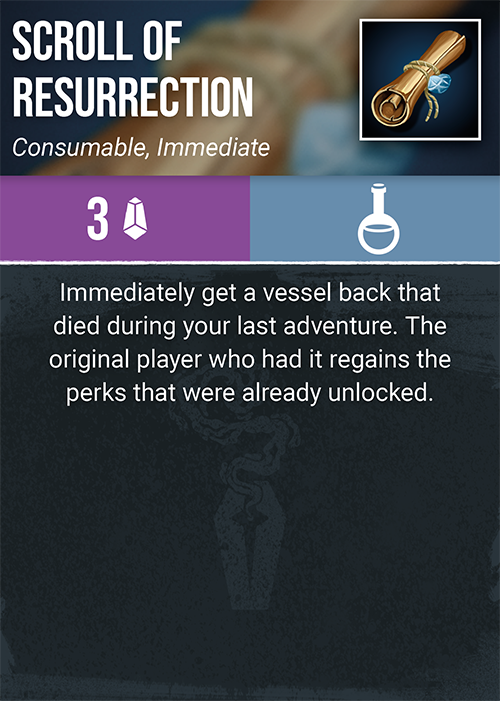 SCROLL OF
RESURRECTION
Consumable, Immediate
3
Immediately get a vessel back that
died during your last adventure. The
original player who had it regains the
perks that were already unlocked.